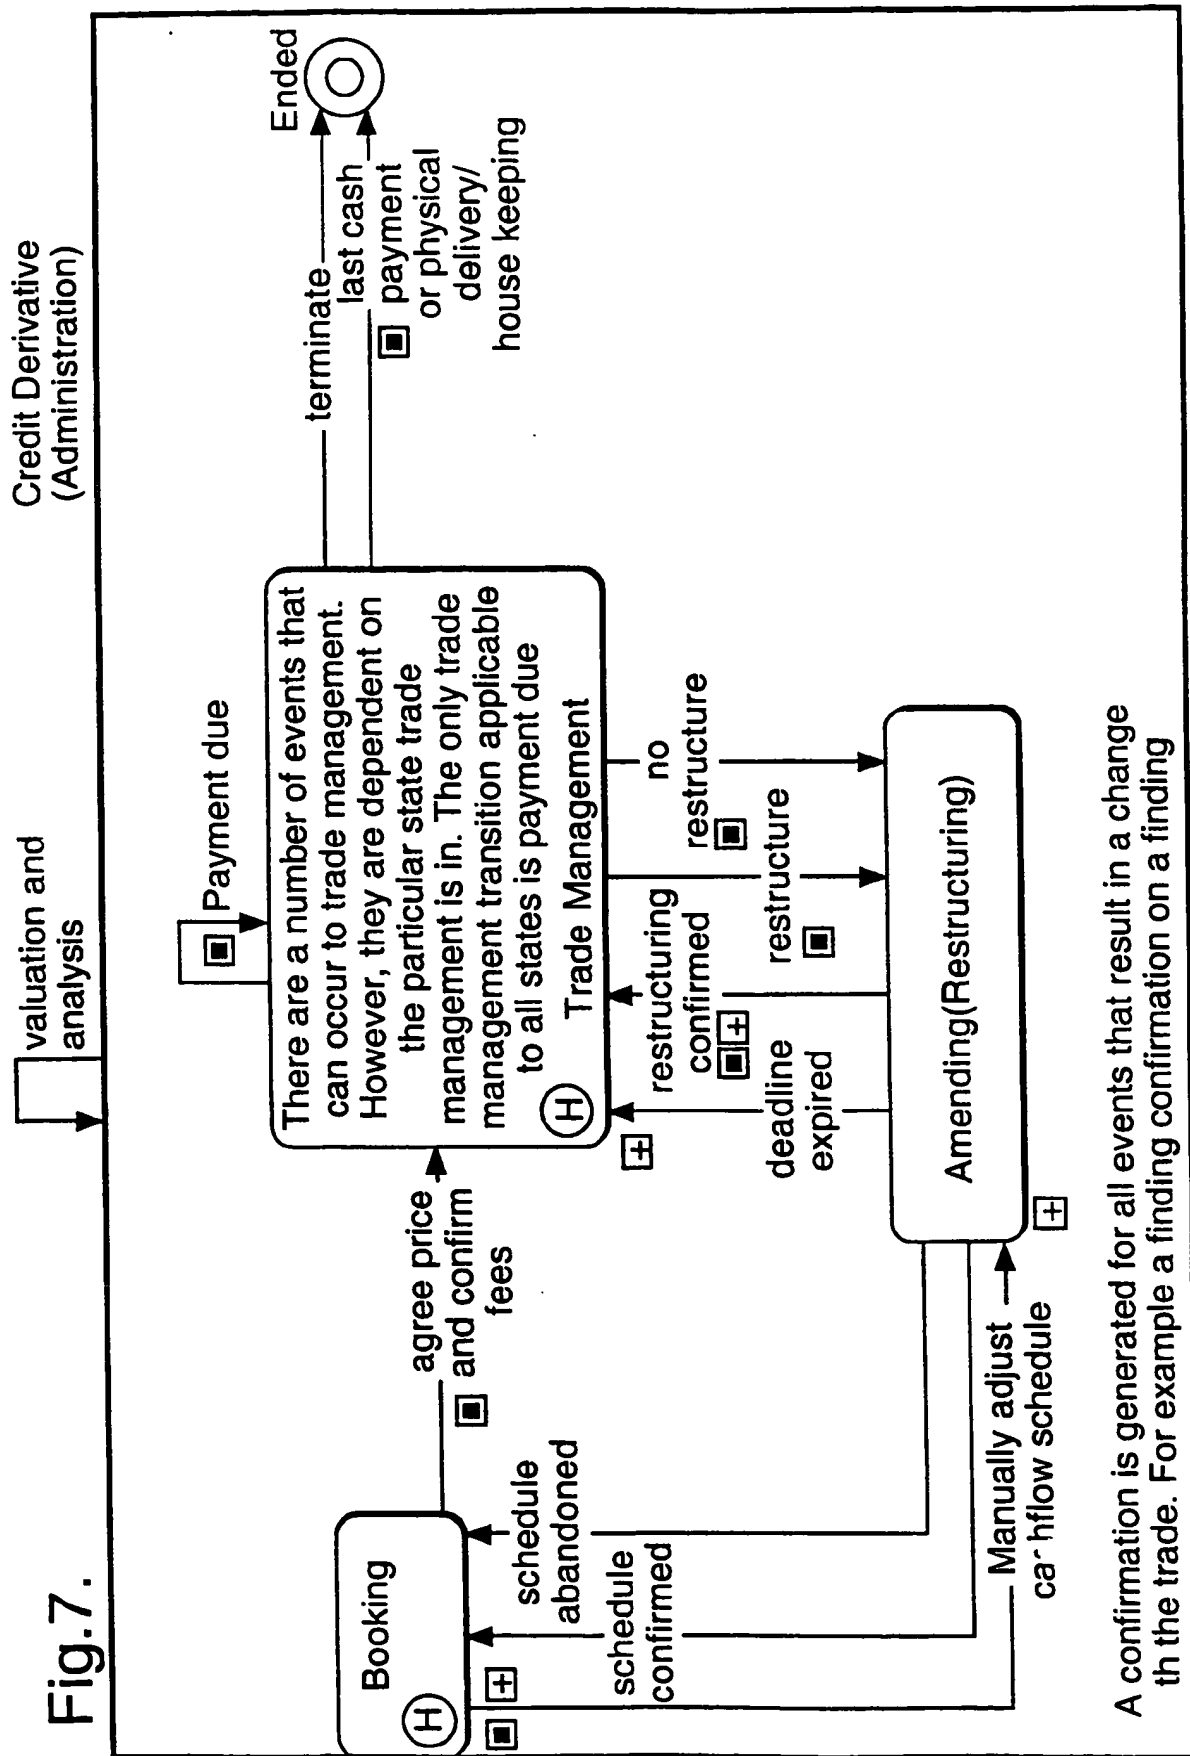 Fig.7.
Credit Derivative
(Administration)
valuation and
analysis
Payment due
There are a number of events that
can occur to trade management.
However, they are dependent on
the particular state trade
management is in. The only trade
management transition applicable
to all states is payment due
Trade Management
H
terminate
Ended
last cash
payment
or physical
delivery/
house keeping
Booking
H
agree price
and confirm
fees
schedule
abandoned
schedule
confirmed
deadline
expired
restructuring
confirmed
restructure
no
restructure
Amending(Restructuring)
Manually adjust
ca hflow schedule
A confirmation is generated for all events that result in a change
th the trade. For example a finding confirmation on a finding